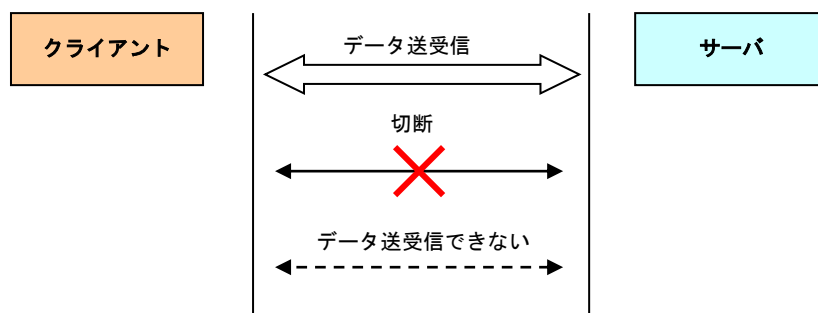 クライアント
データ送受信
サーバ
切断
データ送受信できない